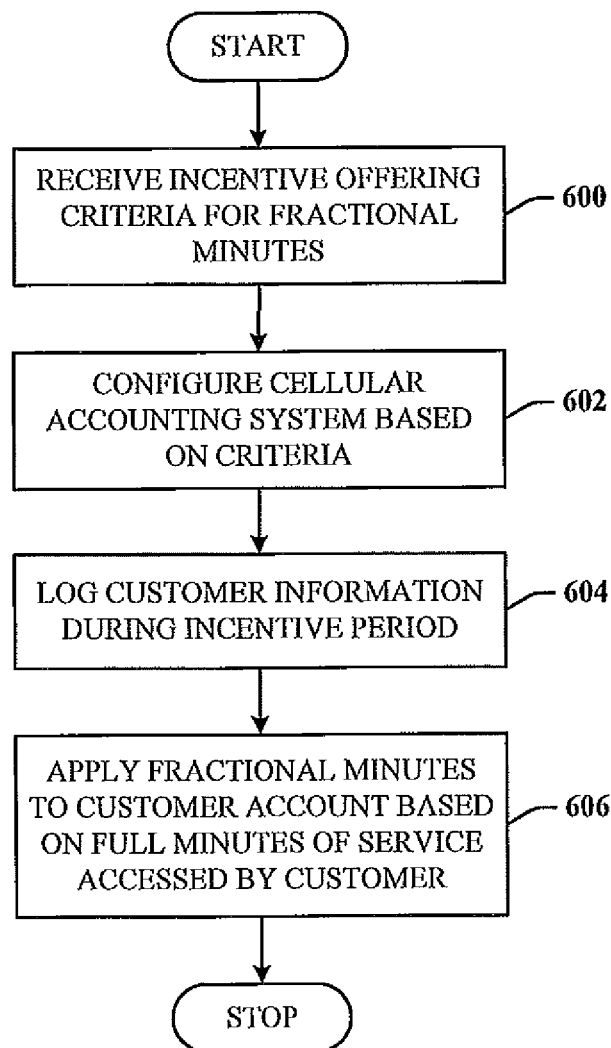 START
RECEIVE INCENTIVE OFFERING
CRITERIA FOR FRACTIONAL
MINUTES
600
CONFIGURE CELLULAR
ACCOUNTING SYSTEM BASED
ON CRITERIA
602
LOG CUSTOMER INFORMATION
DURING INCENTIVE PERIOD
604
APPLY FRACTIONAL MINUTES
TO CUSTOMER ACCOUNT BASED
ON FULL MINUTES OF SERVICE
ACCESSED BY CUSTOMER
606
STOP